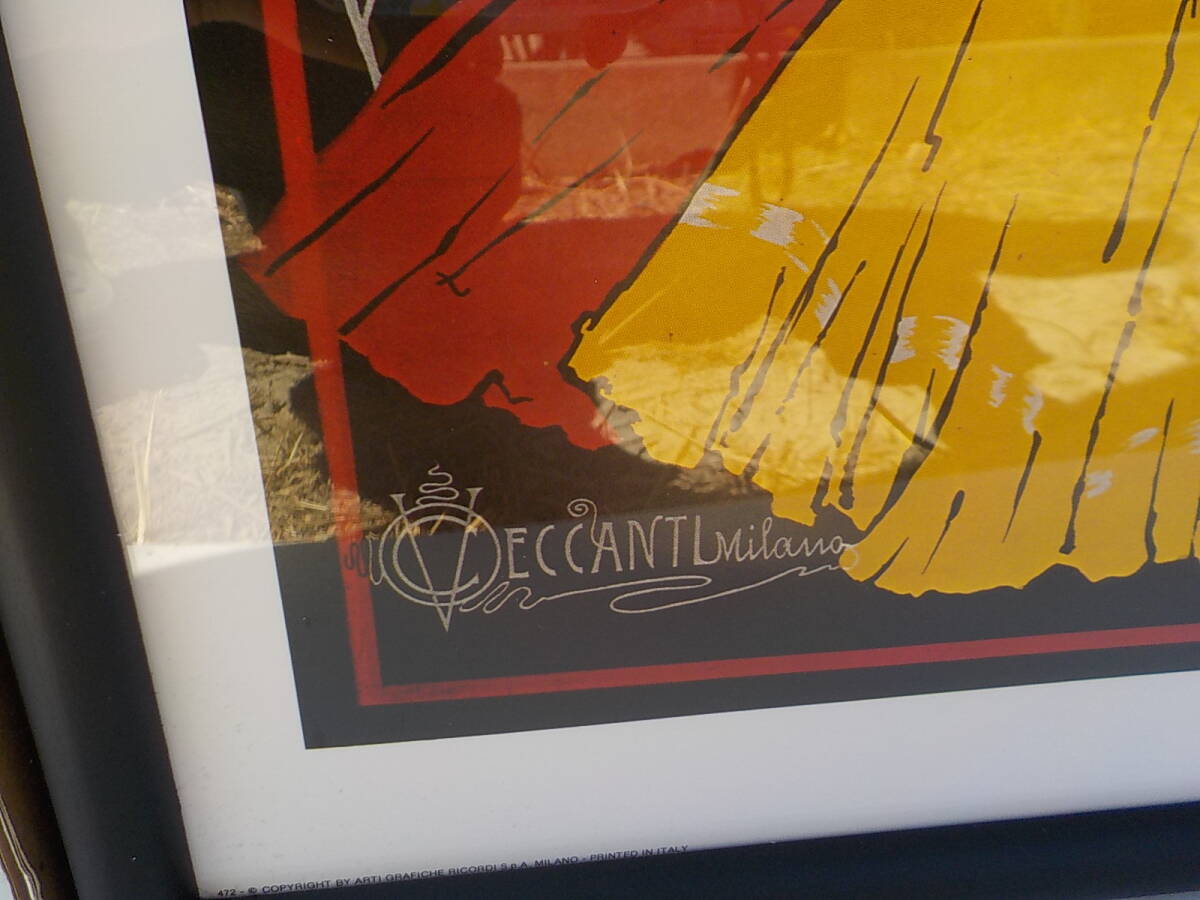 VECCANTI Milano
472 - © COPYRIGHT BY ARTI GRAFICHE RICORDI S.p.A. MILANO - PRINTED IN ITALY